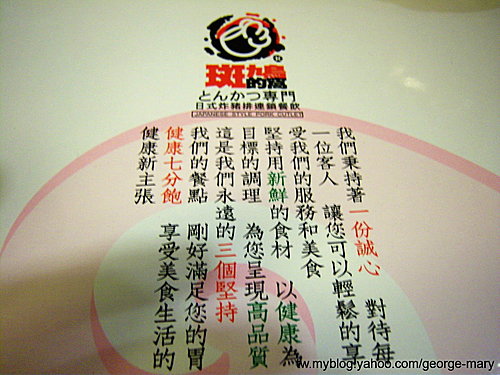 斑鳩的窩
®
とんかつ専門
日式炸豬排連鎖餐飲
JAPANESE STYLE PORK CUTLET
我們秉持著一份誠心 對待每
一位客人 讓您可以輕鬆的享
受我們的服務和美食
堅持用新鮮的食材 以健康為
目標的調理 為您呈現高品質
這是我們永遠的三個堅持
我們的餐點 剛好滿足您的胃
健康七分飽 享受美食生活的
健康新主張
www.myblog.yahoo.com/george-mary